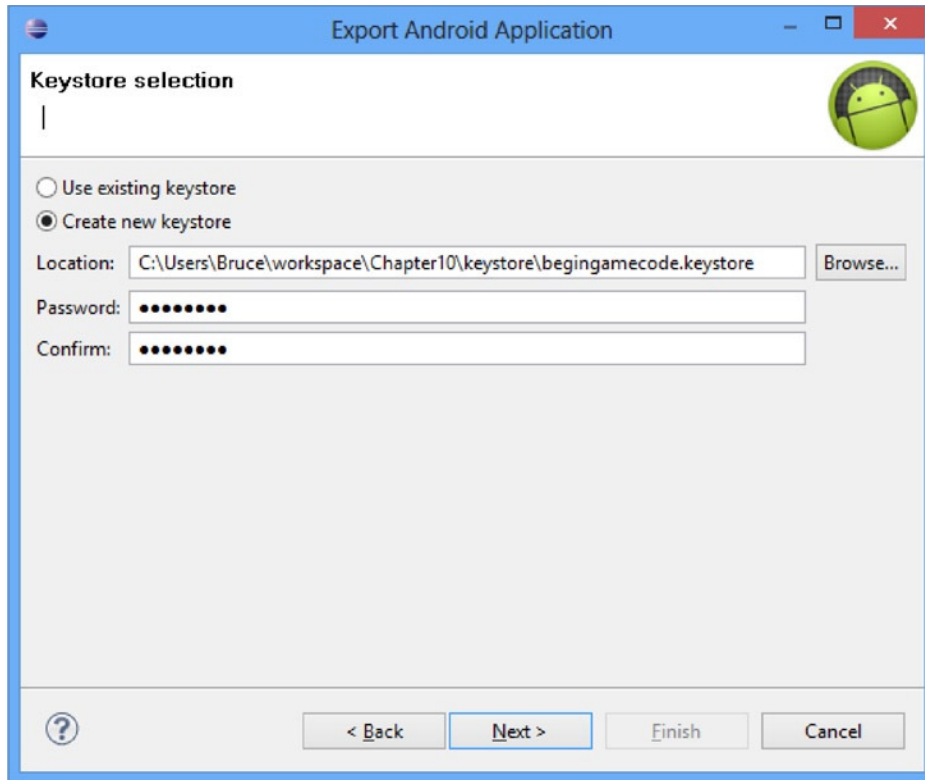 Export Android Application
Keystore selection
Use existing keystore
Create new keystore
Location: C:\Users\Bruce\workspace\Chapter10\keystore\begingamecode.keystore Browse...
Password: ●●●●●●●●
Confirm: ●●●●●●●●
? < Back Next > Finish Cancel